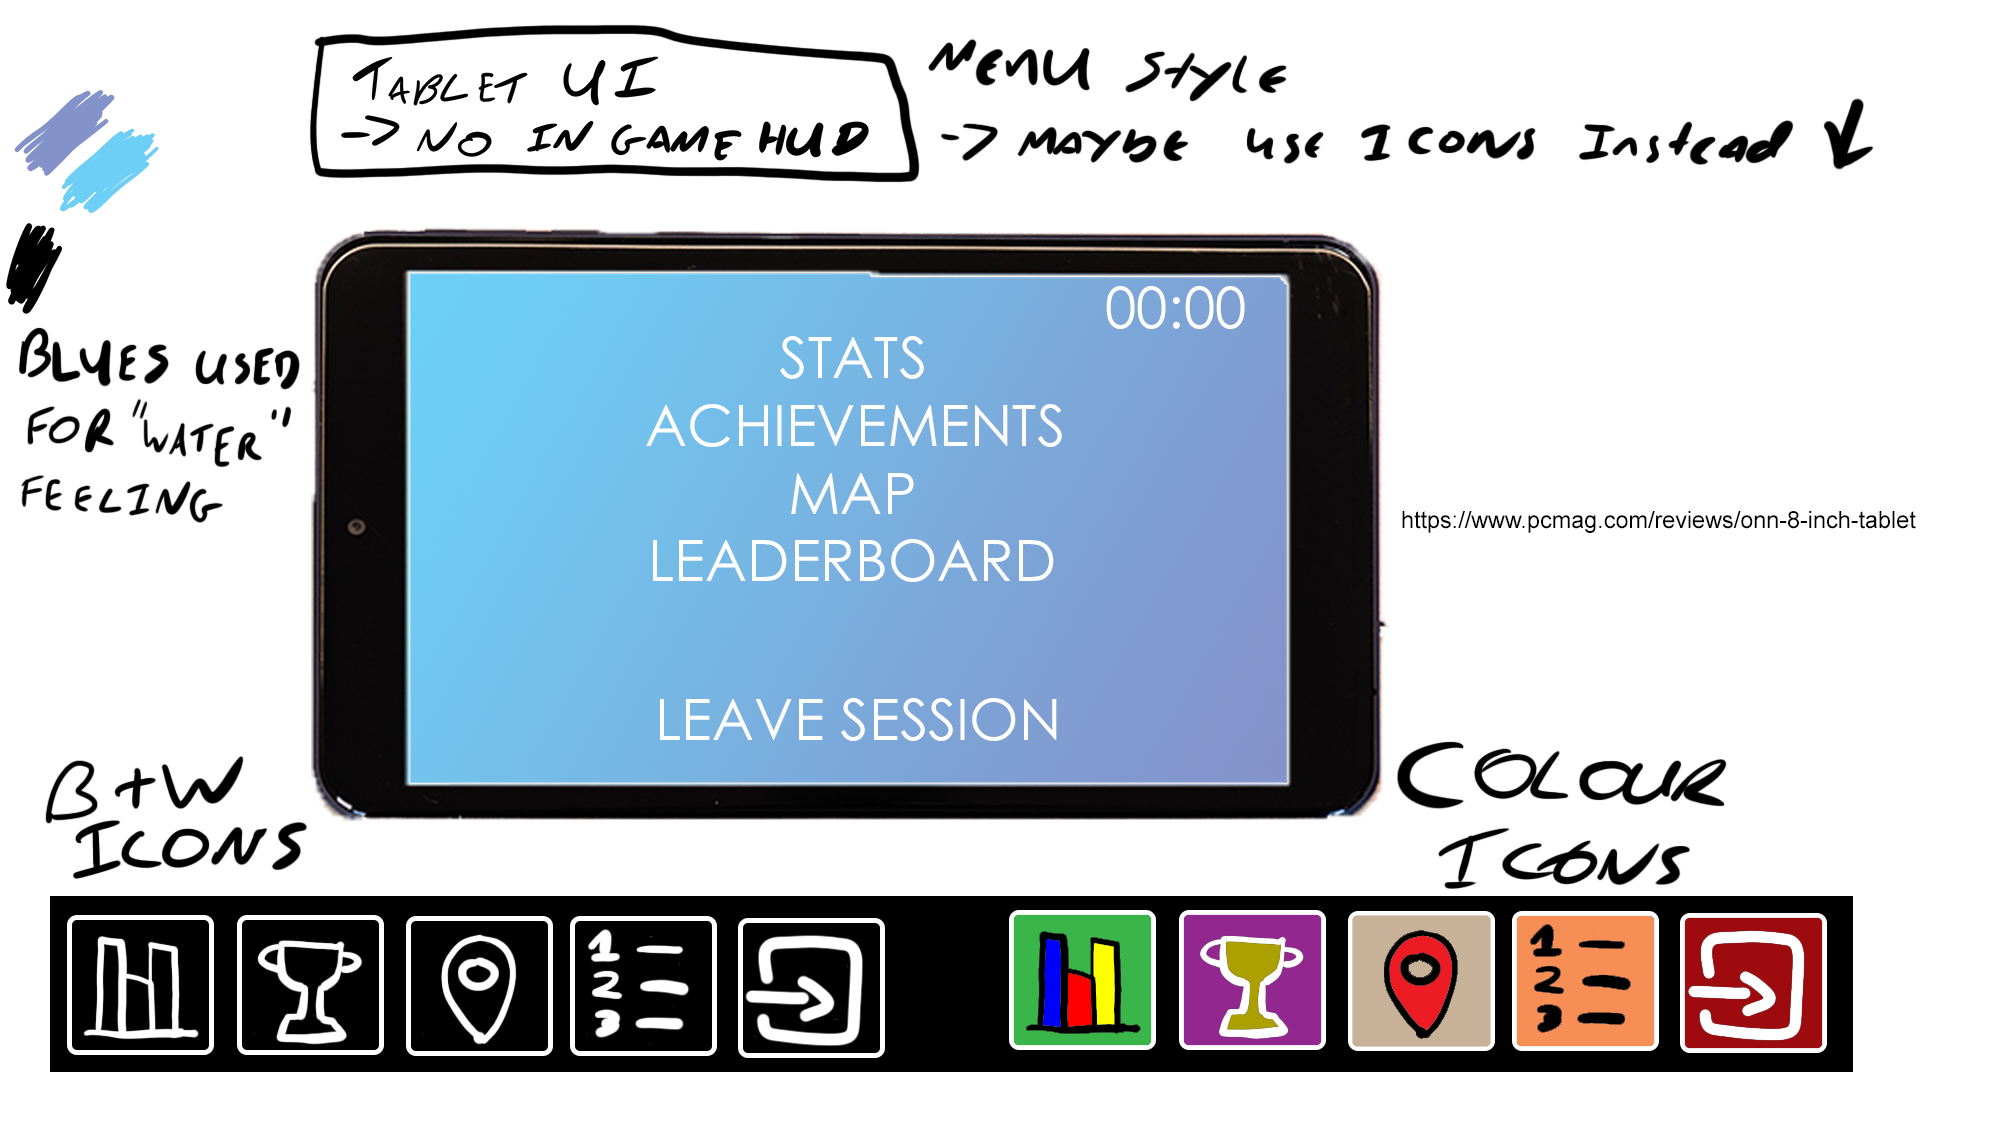 TABLET UI
-> NO IN GAME HUD
MENU Style
-> MAYBE USE ICONS Instead
BLUES USED
FOR "WATER"
FEELING
00:00
STATS
ACHIEVEMENTS
MAP
LEADERBOARD
LEAVE SESSION
https://www.pcmag.com/reviews/onn-8-inch-tablet
B+W
ICONS
COLOUR
ICONS
1
2
3
1
2
3